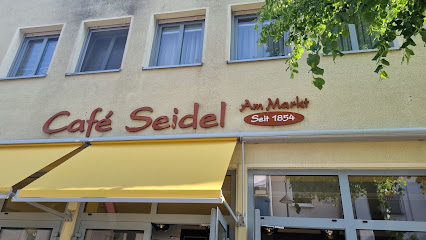 Café Seidel
Am Markt
Seit 1854